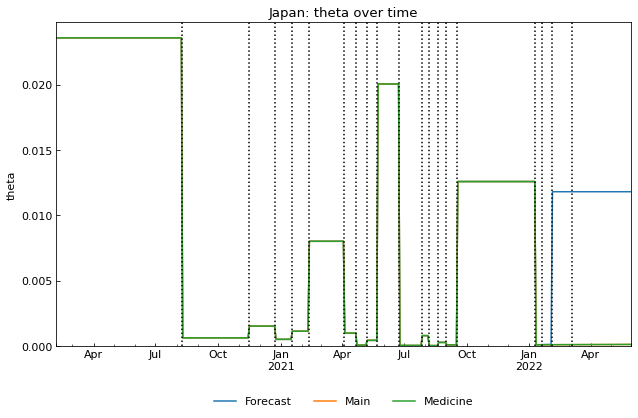 Japan: theta over time
theta
0.020
0.015
0.010
0.005
0.000
Apr Jul Oct Jan Apr Jul Oct Jan Apr
2021 2022
Forecast Main Medicine